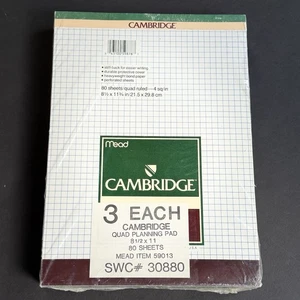 CAMBRIDGE
• stiff back for easier writing
• durable protective cover
• heavyweight bond paper
• perforated sheets
80 sheets/quad ruled—4 sq/in
8½ x 11¾ in/21.5 x 29.8 cm
Mead
CAMBRIDGE
3 EACH
CAMBRIDGE
QUAD PLANNING PAD
8 1/2 x 11
80 SHEETS
MEAD ITEM 59013
SWC# 30880